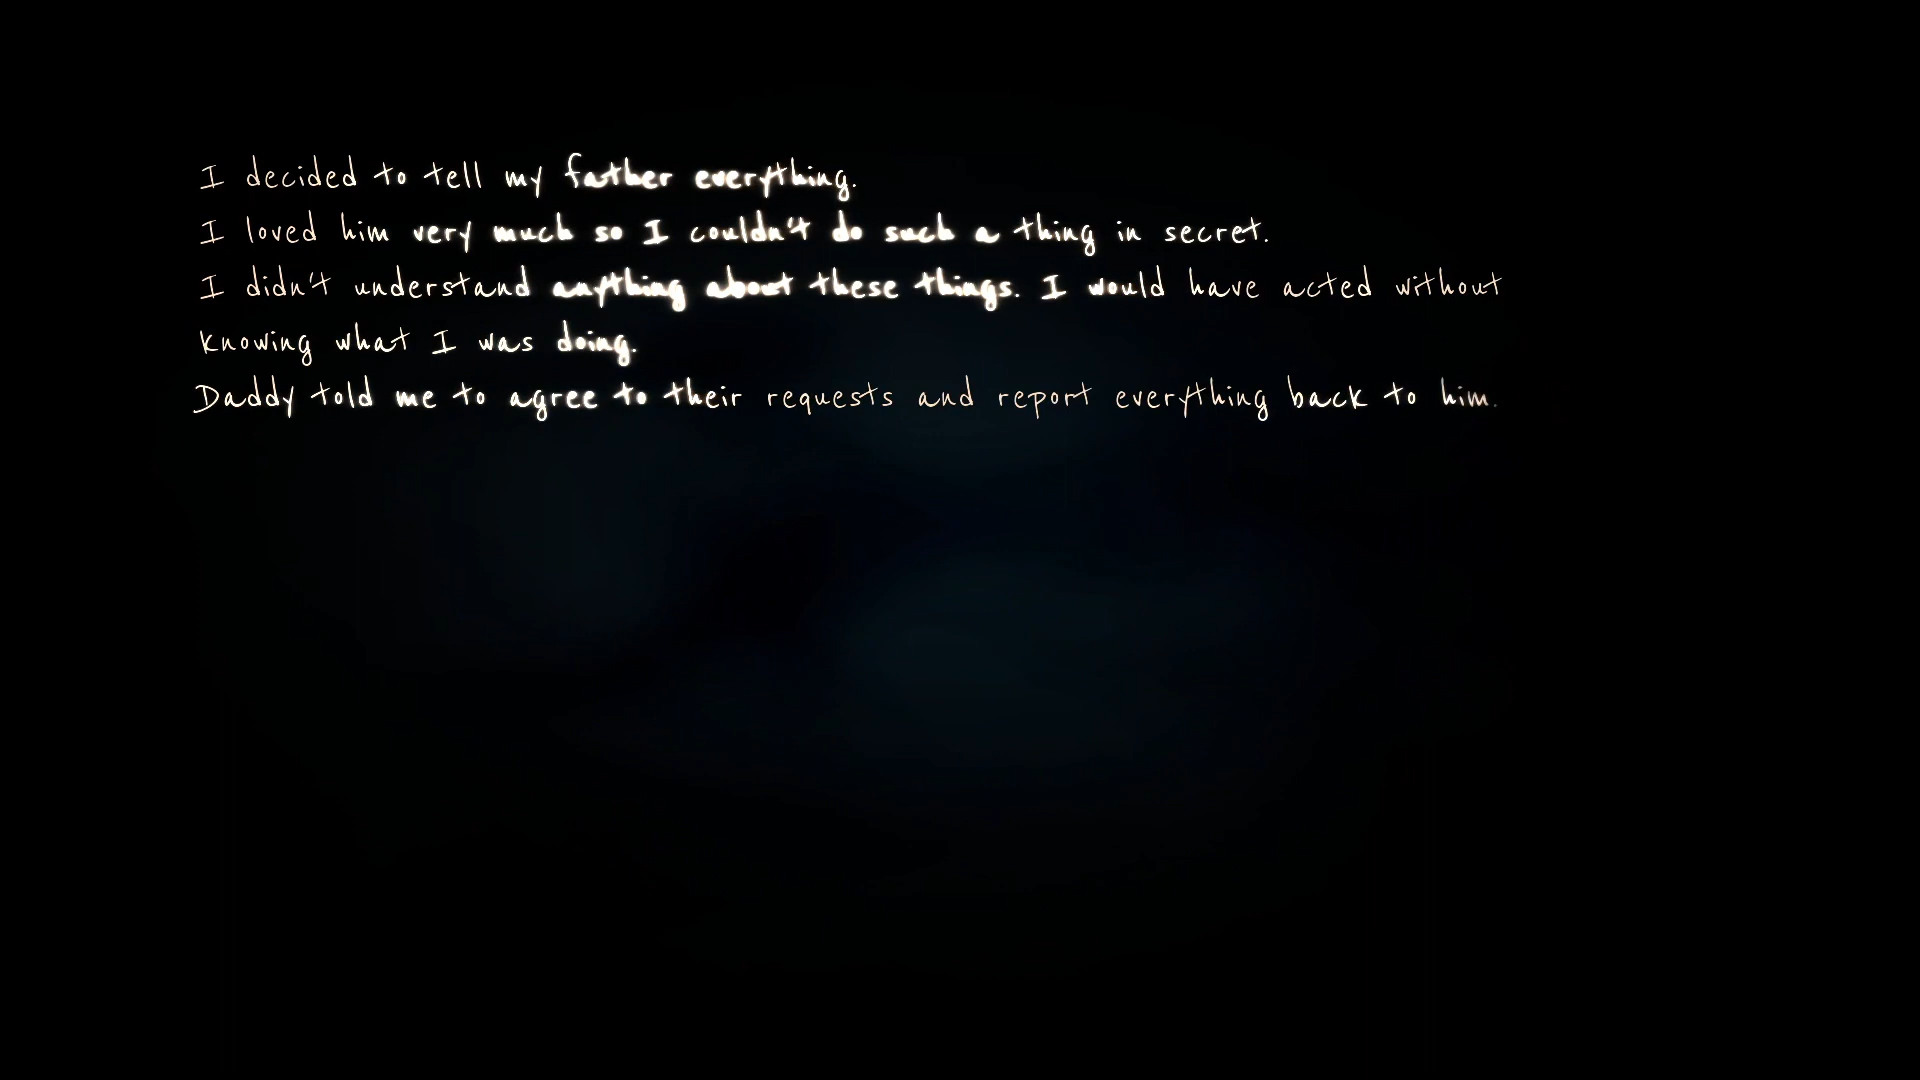 I decided to tell my father everything.
I loved him very much so I couldn't do such a thing in secret.
I didn't understand anything about these things. I would have acted without
knowing what I was doing.
Daddy told me to agree to their requests and report everything back to him.